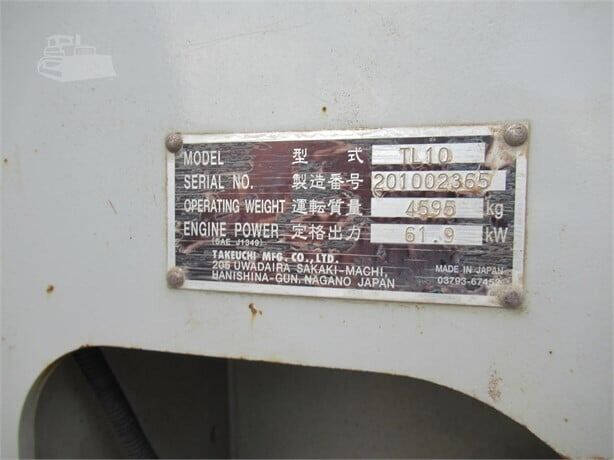 MODEL 型式 TL10
SERIAL NO. 製造番号 201002365
OPERATING WEIGHT 運転質量 4595 kg
ENGINE POWER 定格出力 61.9 kW
(SAE J1349)
TAKEUCHI MFG. CO., LTD.
205 UWADAIRA SAKAKI-MACHI,
HANISHINA-GUN, NAGANO JAPAN
MADE IN JAPAN
03793-67452